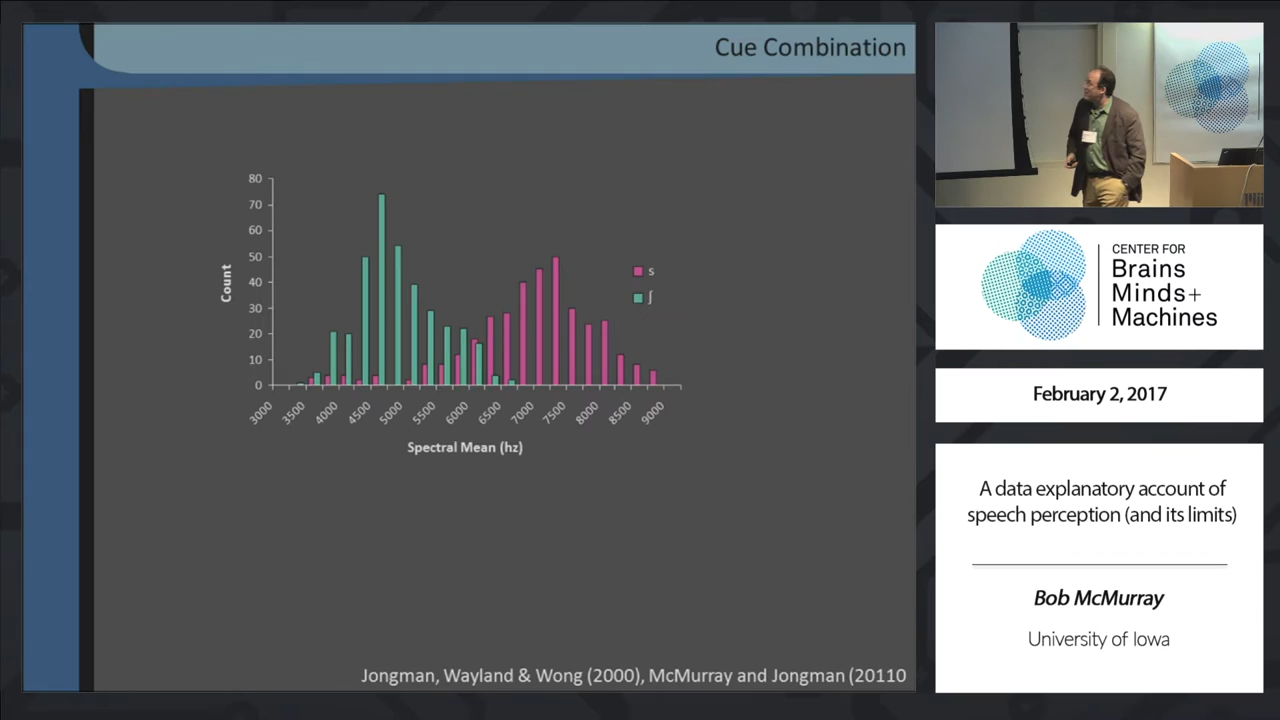 Cue Combination
80
70
60
50
40
30
20
10
0
Count
s
ʃ
3000
3500
4000
4500
5000
5500
6000
6500
7000
7500
8000
8500
9000
Spectral Mean (hz)
Jongman, Wayland & Wong (2000), McMurray and Jongman (20110
CENTER FOR
Brains
Minds+
Machines
February 2, 2017
A data explanatory account of
speech perception (and its limits)
Bob McMurray
University of Iowa